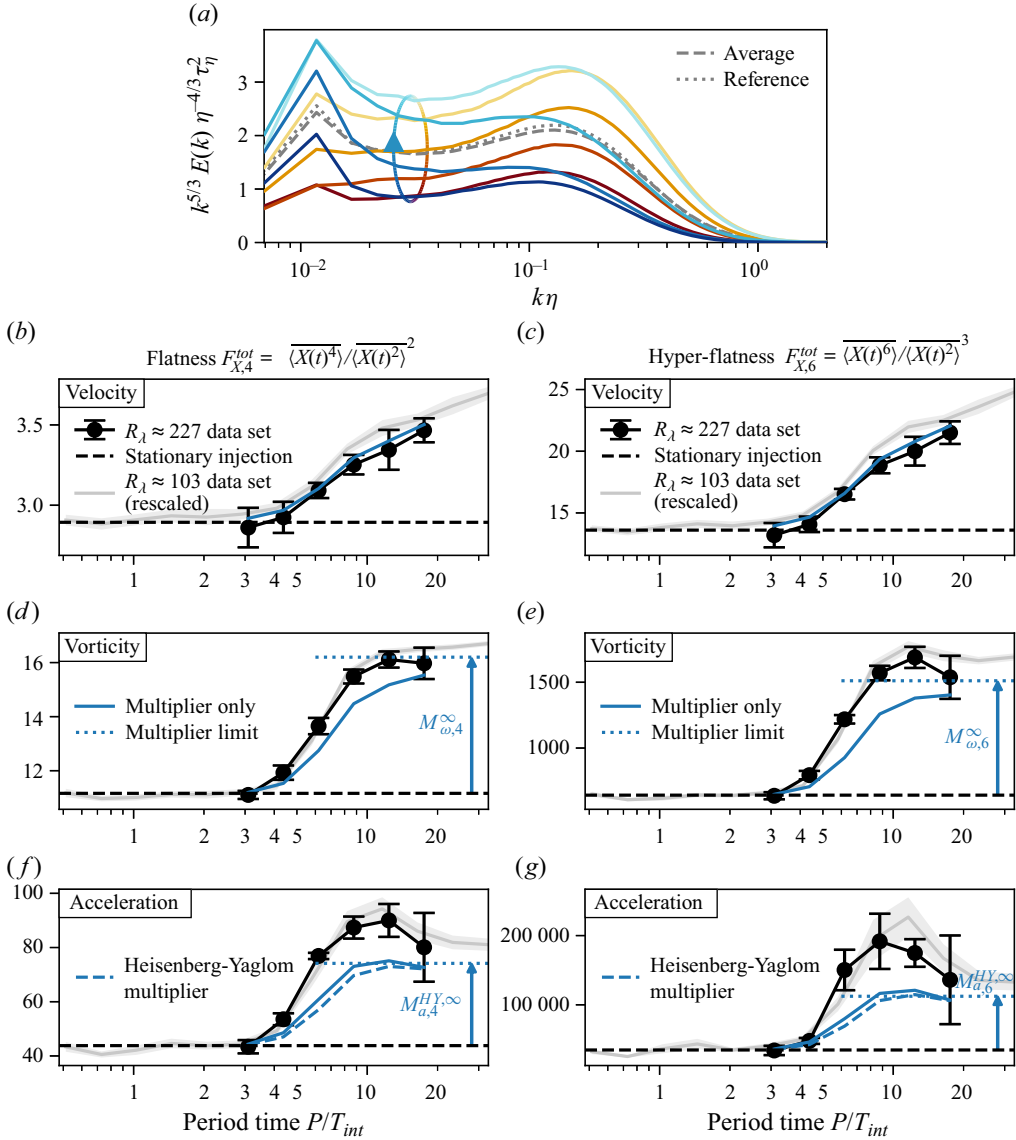 (a)
Average
Reference
k^{5/3} E(k) η^{-4/3} τ_η^2
3
2
1
0
10^{-2}
10^{-1}
10^0
kη
(b)
Flatness F_{X,4}^{tot} = \overline{⟨X(t)^4⟩}/\overline{⟨X(t)^2⟩}^2
Velocity
R_λ ≈ 227 data set
Stationary injection
R_λ ≈ 103 data set
(rescaled)
3.5
3.0
1 2 3 4 5 10 20
(c)
Hyper-flatness F_{X,6}^{tot} = \overline{⟨X(t)^6⟩}/\overline{⟨X(t)^2⟩}^3
Velocity
R_λ ≈ 227 data set
Stationary injection
R_λ ≈ 103 data set
(rescaled)
25
20
15
1 2 3 4 5 10 20
(d)
Vorticity
Multiplier only
Multiplier limit
M_{ω,4}^∞
16
14
12
11
1 2 3 4 5 10 20
(e)
Vorticity
Multiplier only
Multiplier limit
M_{ω,6}^∞
1500
1000
1 2 3 4 5 10 20
(f)
Acceleration
Heisenberg-Yaglom
multiplier
M_{a,4}^{HY,∞}
100
80
60
40
1 2 3 4 5 10 20
Period time P/T_{int}
(g)
Acceleration
Heisenberg-Yaglom
multiplier
M_{a,6}^{HY,∞}
200 000
100 000
1 2 3 4 5 10 20
Period time P/T_{int}